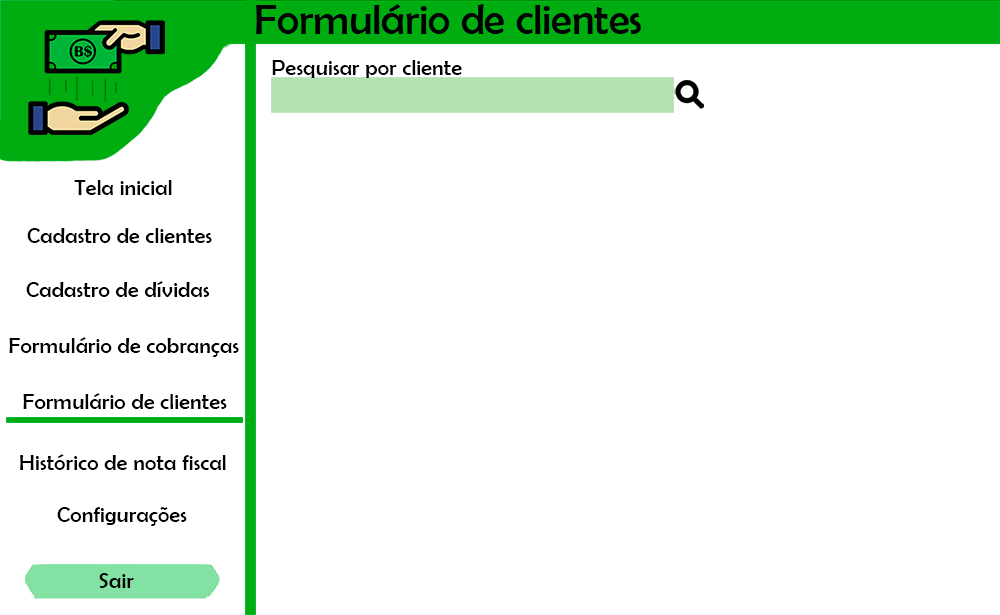 Formulário de clientes
B$
Pesquisar por cliente
Tela inicial
Cadastro de clientes
Cadastro de dívidas
Formulário de cobranças
Formulário de clientes
Histórico de nota fiscal
Configurações
Sair